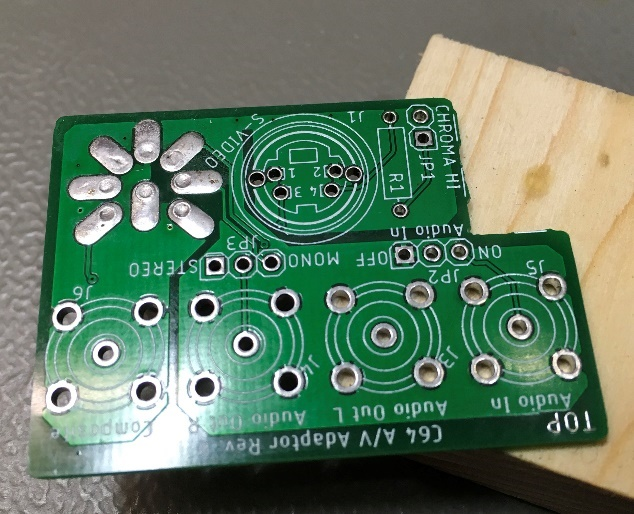 TOP
C64 A/V Adaptor Rev
Audio In
Audio Out L
Audio Out R
Composite
J5
J3
J4
J6
ON
JP2
OFF
Audio In
MONO
JP3
STEREO
R1
JP1
CHROMA HI
J1
S VIDEO
1 2
4 3